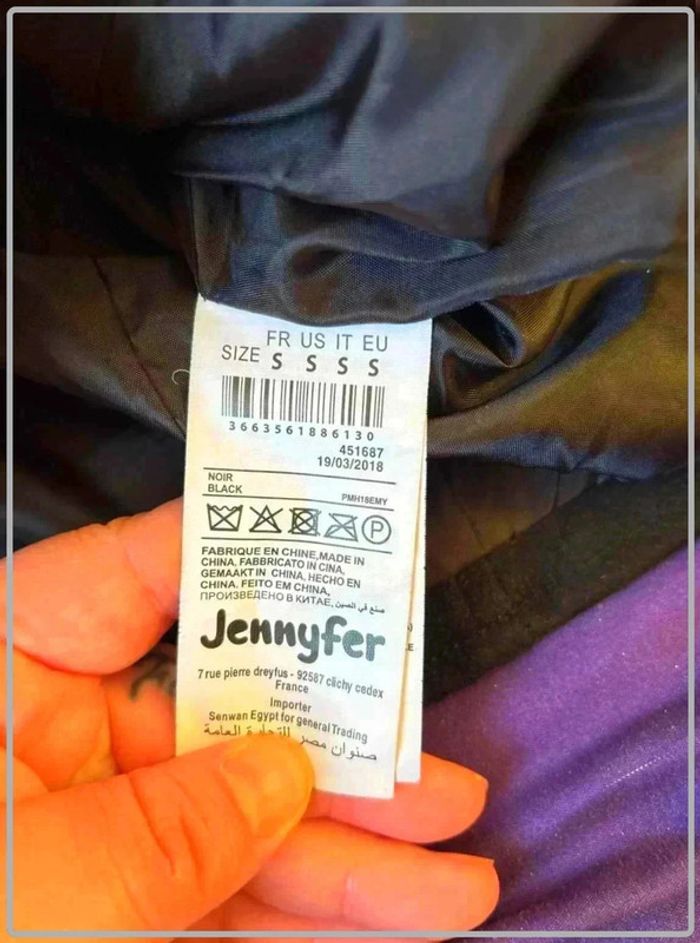 FR US IT EU
SIZE S S S S
3663561886130
451687
19/03/2018
NOIR
BLACK
PMH18EMY
P
FABRIQUE EN CHINE,MADE IN
CHINA. FABBRICATO IN CINA,
GEMAAKT IN CHINA, HECHO EN
CHINA. FEITO EM CHINA,
ПРОИЗВЕДЕНО В КИТАЕ, صنع في الصين
Jennyfer
7 rue pierre dreyfus - 92587 clichy cedex
France
Importer
Senwan Egypt for general Trading
صنوان مصر للتجارة العامة